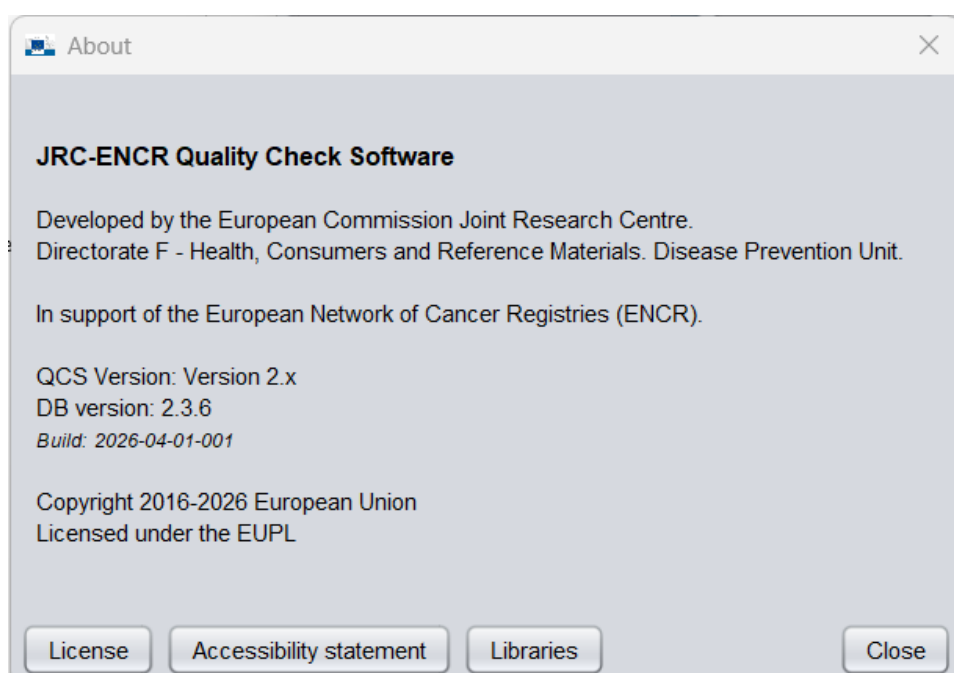 About
JRC-ENCR Quality Check Software
Developed by the European Commission Joint Research Centre.
Directorate F - Health, Consumers and Reference Materials. Disease Prevention Unit.
In support of the European Network of Cancer Registries (ENCR).
QCS Version: Version 2.x
DB version: 2.3.6
Build: 2026-04-01-001
Copyright 2016-2026 European Union
Licensed under the EUPL
License Accessibility statement Libraries Close